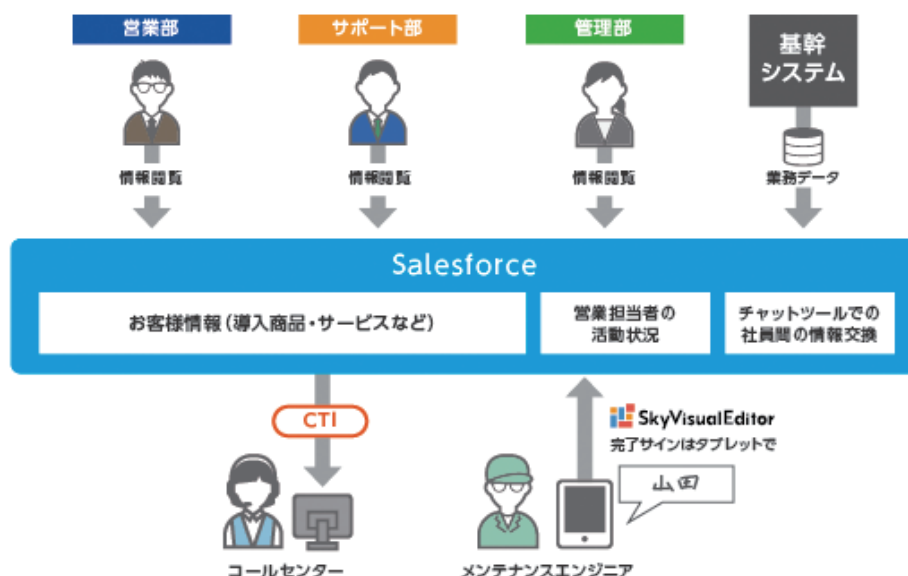 営業部
サポート部
管理部
基幹
システム
情報閲覧
情報閲覧
情報閲覧
業務データ
Salesforce
お客様情報(導入商品・サービスなど)
営業担当者の
活動状況
チャットツールでの
社員間の情報交換
CTI
SkyVisualEditor
完了サインはタブレットで
山田
コールセンター
メンテナンスエンジニア